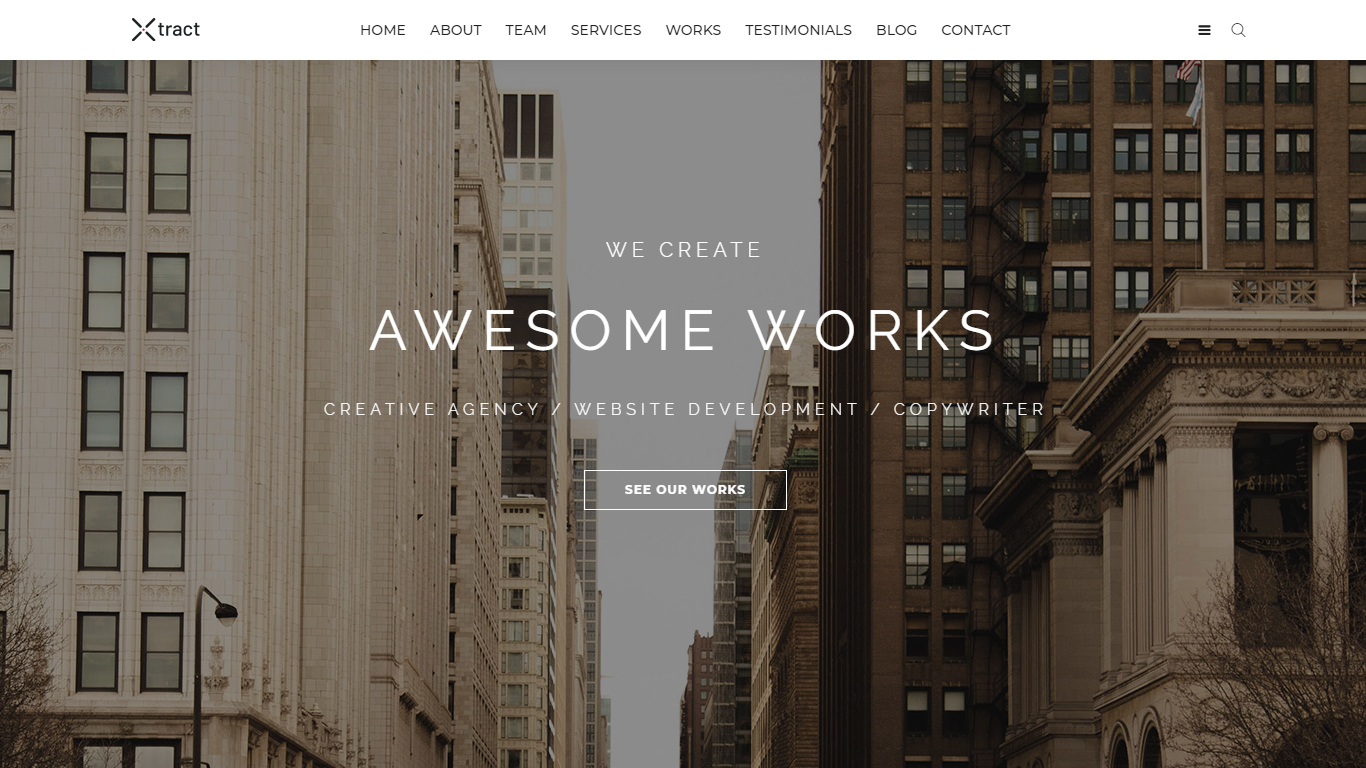 Xtract
HOME ABOUT TEAM SERVICES WORKS TESTIMONIALS BLOG CONTACT
WE CREATE
AWESOME WORKS
CREATIVE AGENCY / WEBSITE DEVELOPMENT / COPYWRITER
SEE OUR WORKS